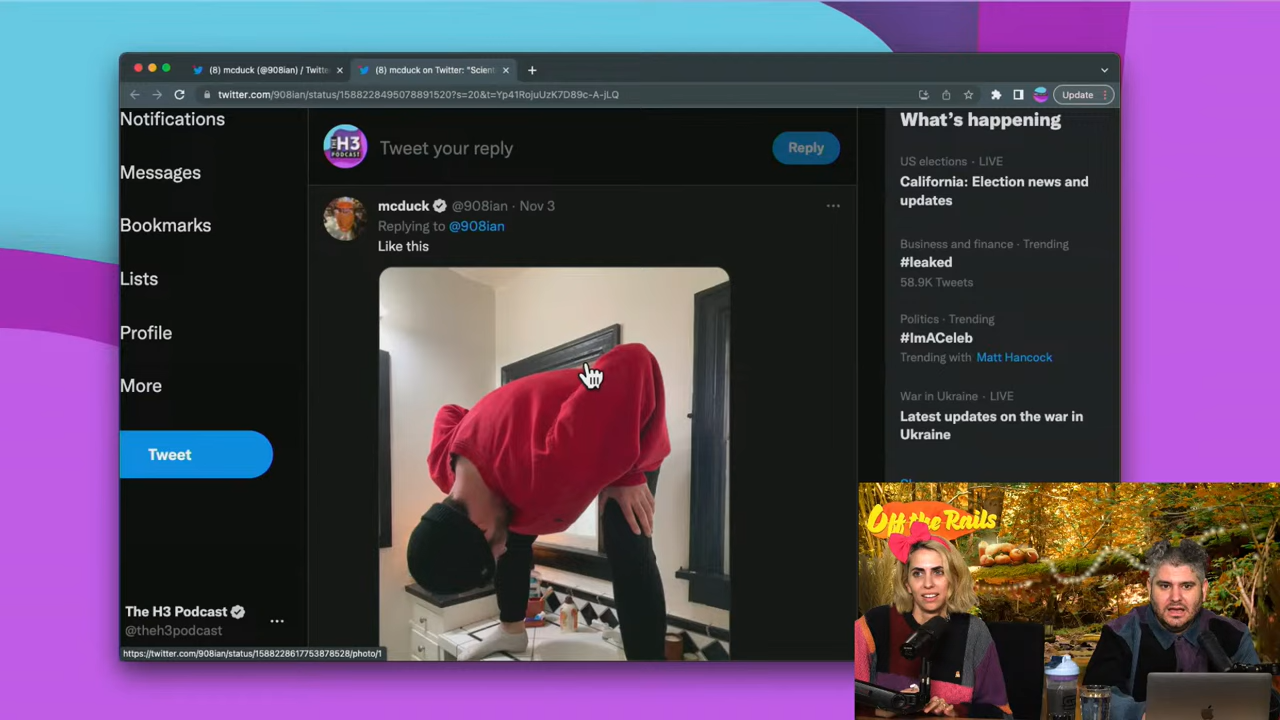 (8) mcduck (@908ian) / Twitte
(8) mcduck on Twitter: "Scient
twitter.com/908ian/status/1588228495078891520?s=20&t=Yp41RojuUzK7D89c-A-jLQ
Update
Notifications
Messages
Bookmarks
Lists
Profile
More
Tweet
The H3 Podcast
@theh3podcast
https://twitter.com/908ian/status/1588228617753878528/photo/1
H3
PODCAST
Tweet your reply
Reply
mcduck @908ian · Nov 3
Replying to @908ian
Like this
What's happening
US elections · LIVE
California: Election news and
updates
Business and finance · Trending
#leaked
58.9K Tweets
Politics · Trending
#ImACeleb
Trending with Matt Hancock
War in Ukraine · LIVE
Latest updates on the war in
Ukraine
Off the Rails